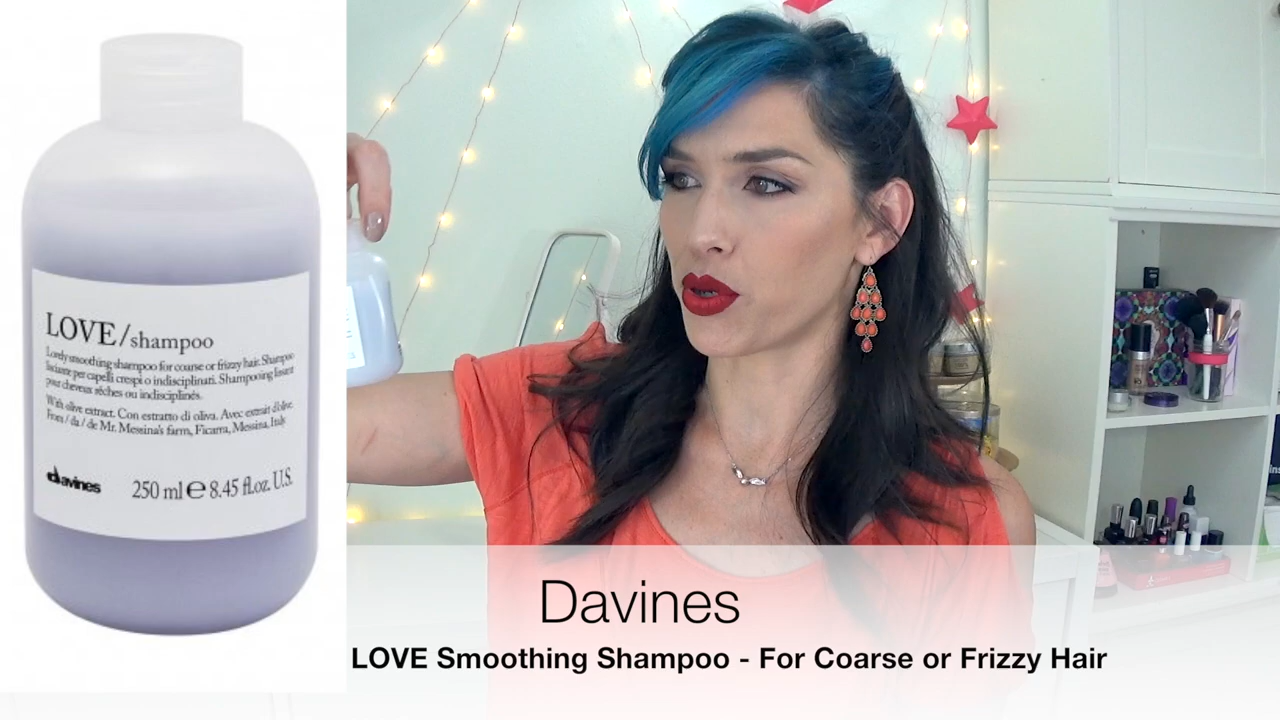 LOVE/shampoo
Lovely smoothing shampoo for coarse or frizzy hair. Shampoo
lisciante per capelli crespi o indisciplinati. Shampooing lissant
pour cheveux rêches ou indisciplinés.
With olive extract. Con estratto di oliva. Avec extrait d'olive.
From / da / de Mr. Messina's farm, Ficarra, Messina, Italy.
davines
250 ml ℮ 8.45 fl.oz. U.S.
Davines
LOVE Smoothing Shampoo - For Coarse or Frizzy Hair